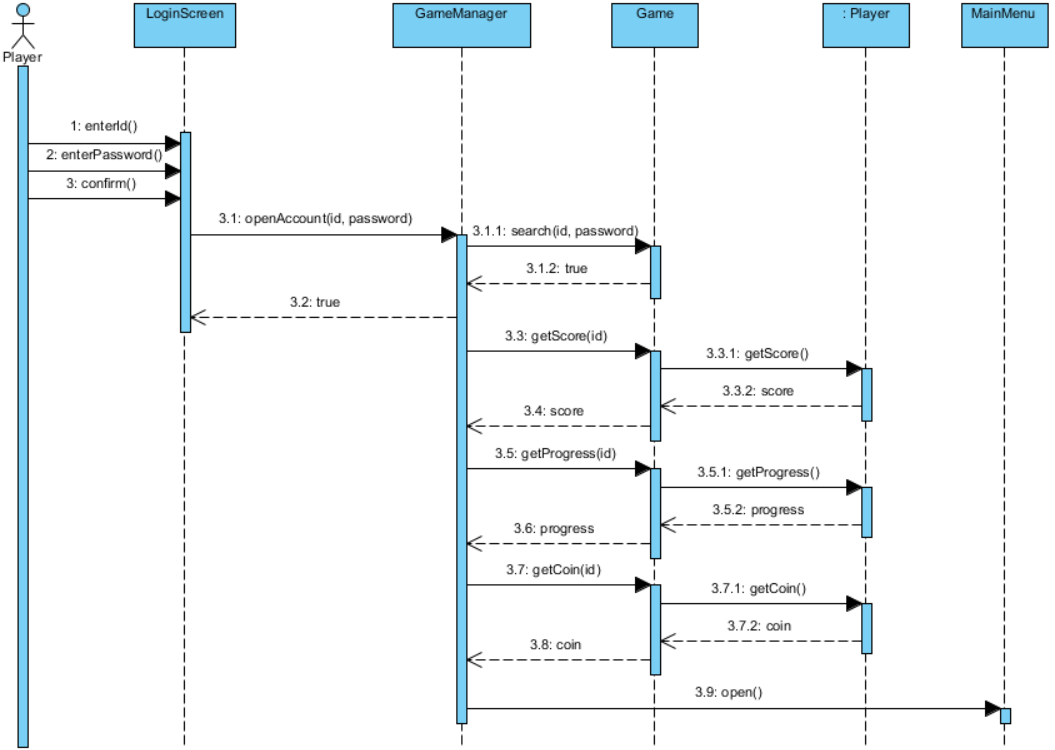 LoginScreen
GameManager
Game
: Player
MainMenu
Player
1: enterId()
2: enterPassword()
3: confirm()
3.1: openAccount(id, password)
3.1.1: search(id, password)
3.1.2: true
3.2: true
3.3: getScore(id)
3.3.1: getScore()
3.3.2: score
3.4: score
3.5: getProgress(id)
3.5.1: getProgress()
3.5.2: progress
3.6: progress
3.7: getCoin(id)
3.7.1: getCoin()
3.7.2: coin
3.8: coin
3.9: open()